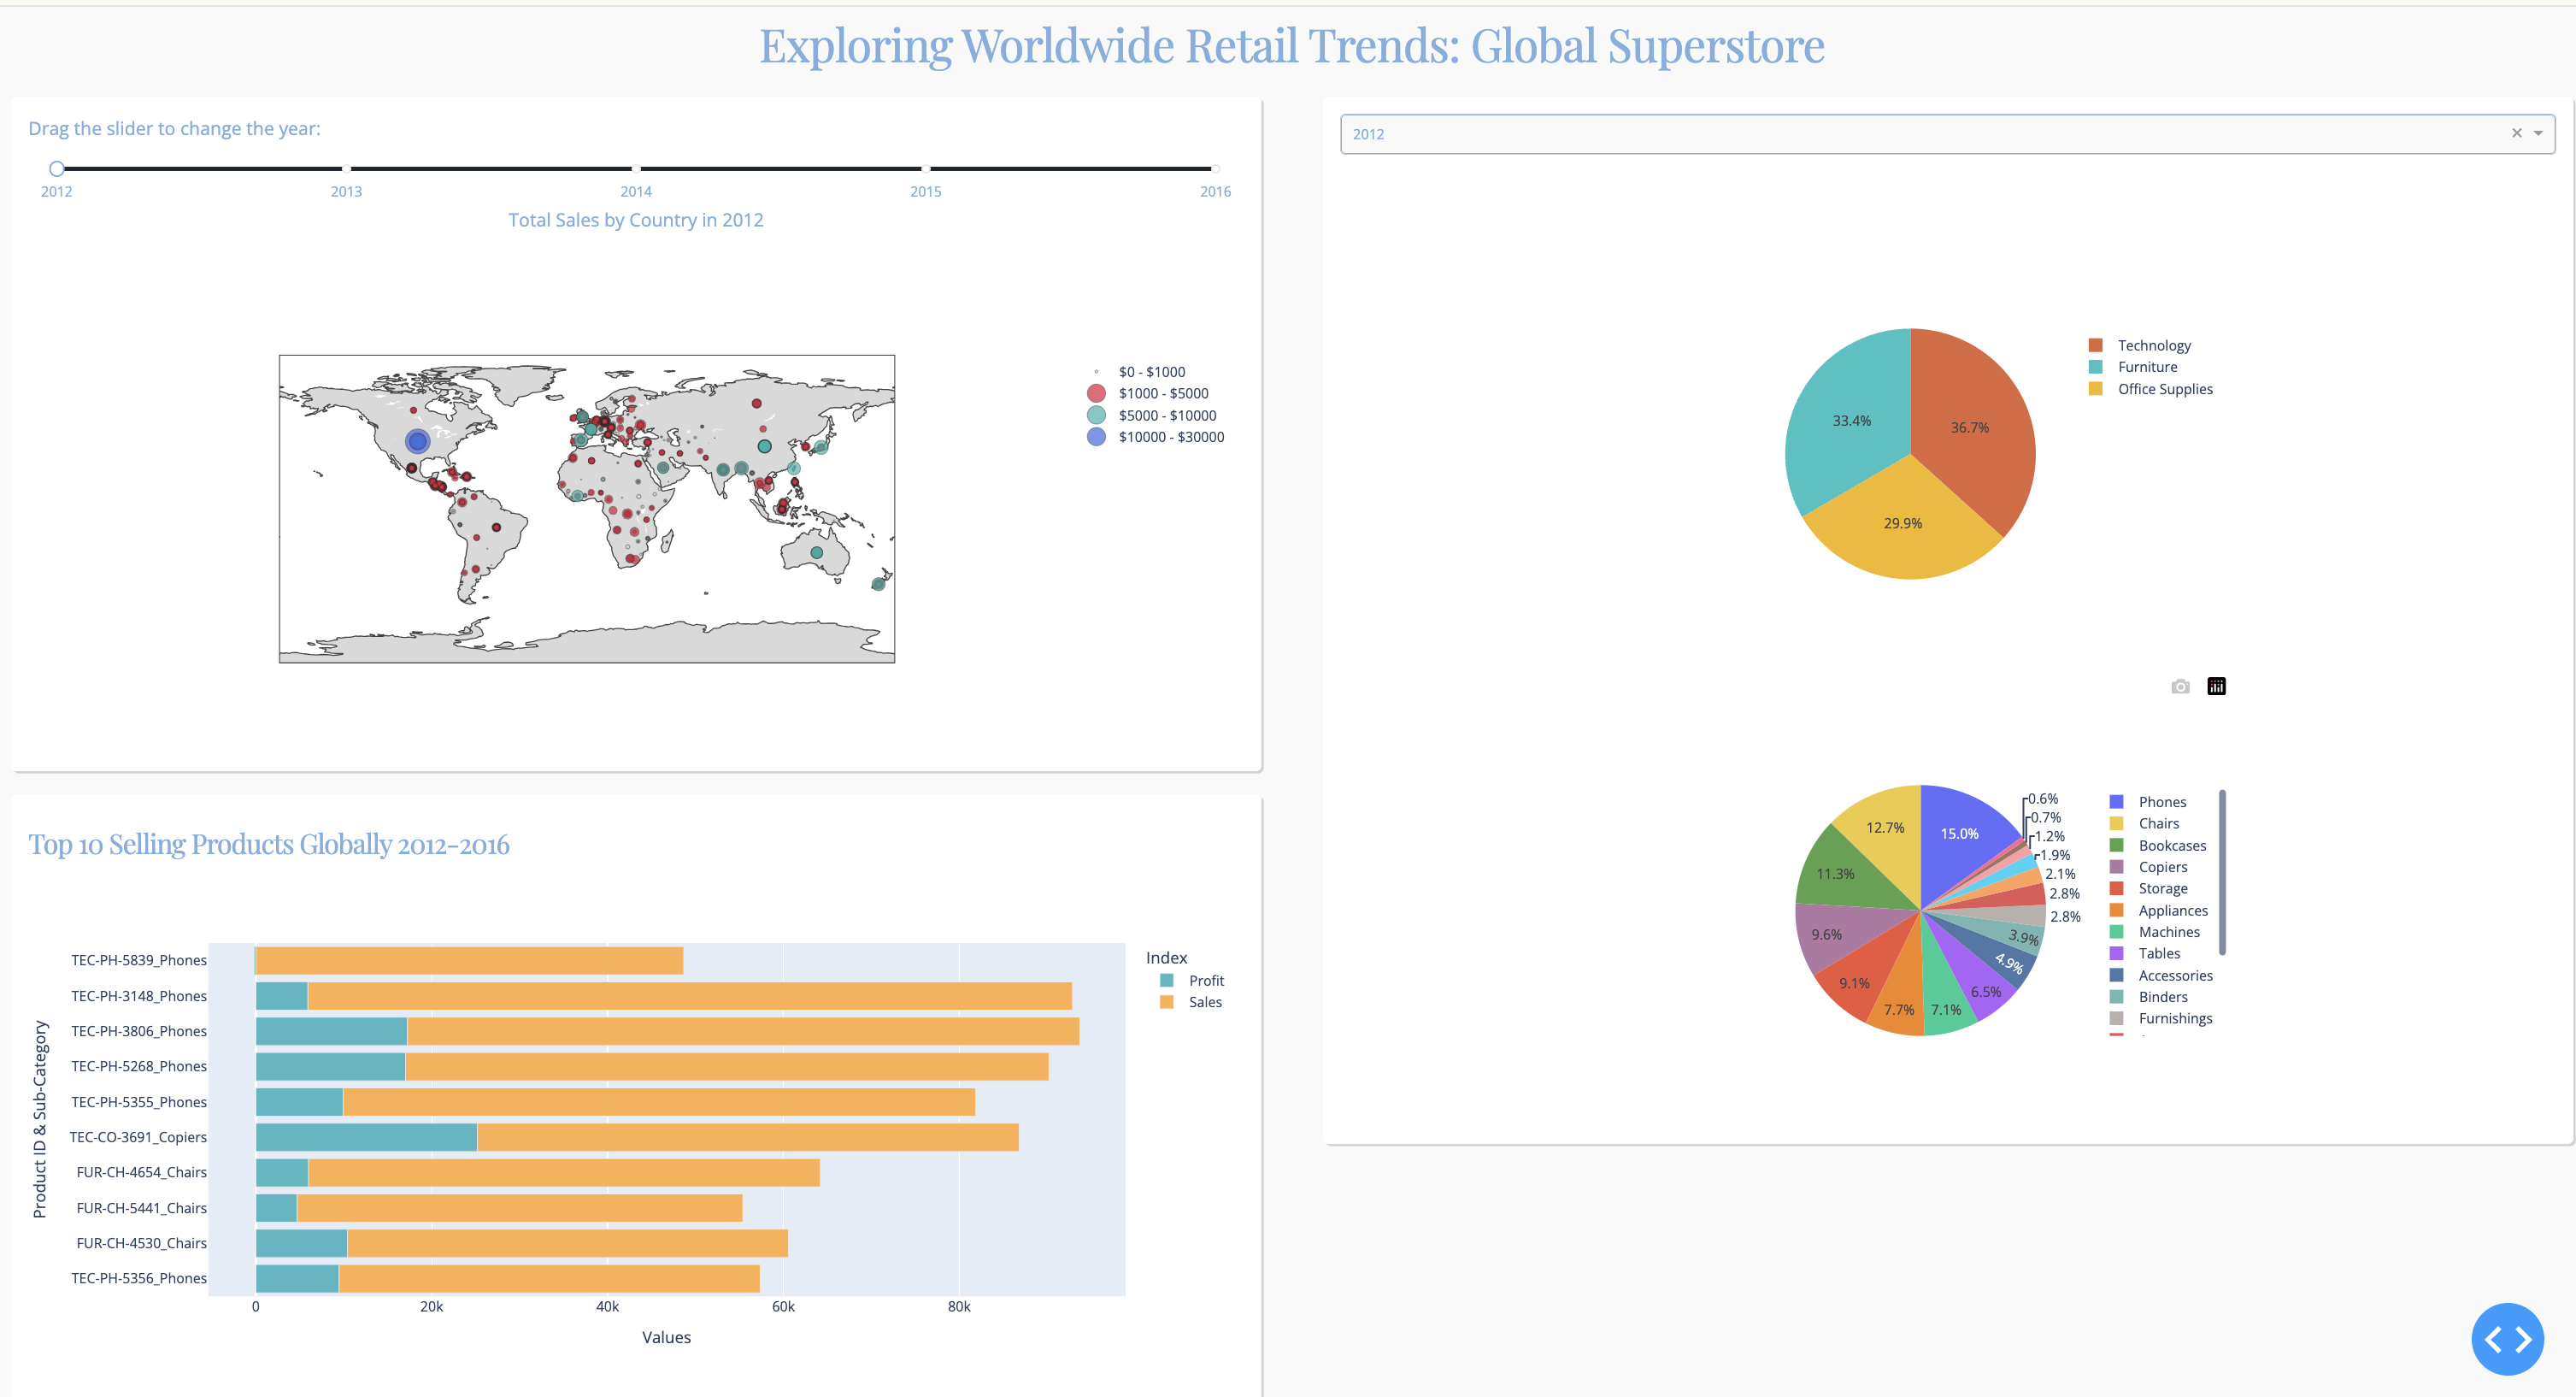 Exploring Worldwide Retail Trends: Global Superstore
Drag the slider to change the year:
2012 2013 2014 2015 2016
Total Sales by Country in 2012
$0 - $1000
$1000 - $5000
$5000 - $10000
$10000 - $30000
Top 10 Selling Products Globally 2012-2016
Product ID & Sub-Category
TEC-PH-5839_Phones
TEC-PH-3148_Phones
TEC-PH-3806_Phones
TEC-PH-5268_Phones
TEC-PH-5355_Phones
TEC-CO-3691_Copiers
FUR-CH-4654_Chairs
FUR-CH-5441_Chairs
FUR-CH-4530_Chairs
TEC-PH-5356_Phones
0 20k 40k 60k 80k
Values
Index
Profit
Sales
2012
33.4%
36.7%
29.9%
Technology
Furniture
Office Supplies
12.7%
15.0%
0.6%
0.7%
1.2%
1.9%
2.1%
2.8%
2.8%
3.9%
4.9%
6.5%
7.1%
7.7%
9.1%
9.6%
11.3%
Phones
Chairs
Bookcases
Copiers
Storage
Appliances
Machines
Tables
Accessories
Binders
Furnishings